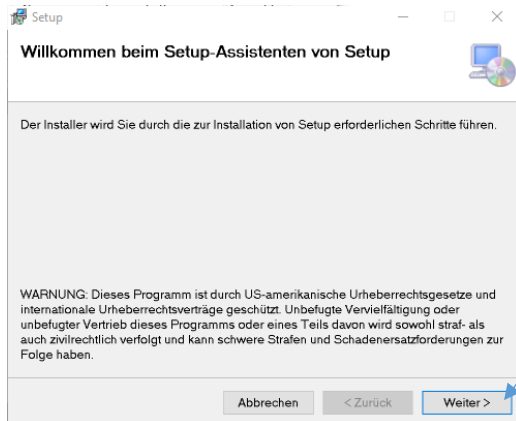 Setup
Willkommen beim Setup-Assistenten von Setup
Der Installer wird Sie durch die zur Installation von Setup erforderlichen Schritte führen.
WARNUNG: Dieses Programm ist durch US-amerikanische Urheberrechtsgesetze und
internationale Urheberrechtsverträge geschützt. Unbefugte Vervielfältigung oder
unbefugter Vertrieb dieses Programms oder eines Teils davon wird sowohl straf- als
auch zivilrechtlich verfolgt und kann schwere Strafen und Schadenersatzforderungen zur
Folge haben.
Abbrechen < Zurück Weiter >